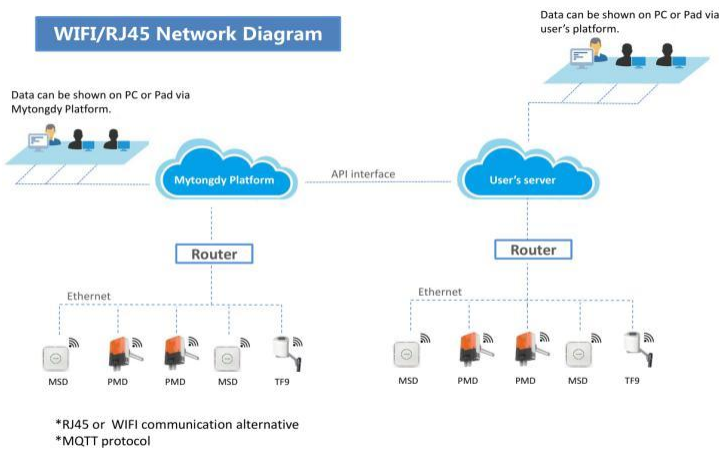 WIFI/RJ45 Network Diagram
Data can be shown on PC or Pad via
user's platform.
Data can be shown on PC or Pad via
Mytongdy Platform.
Mytongdy Platform
API interface
User's server
Router
Router
Ethernet
Ethernet
MSD PMD PMD MSD TF9
MSD PMD PMD MSD TF9
*RJ45 or WIFI communication alternative
*MQTT protocol